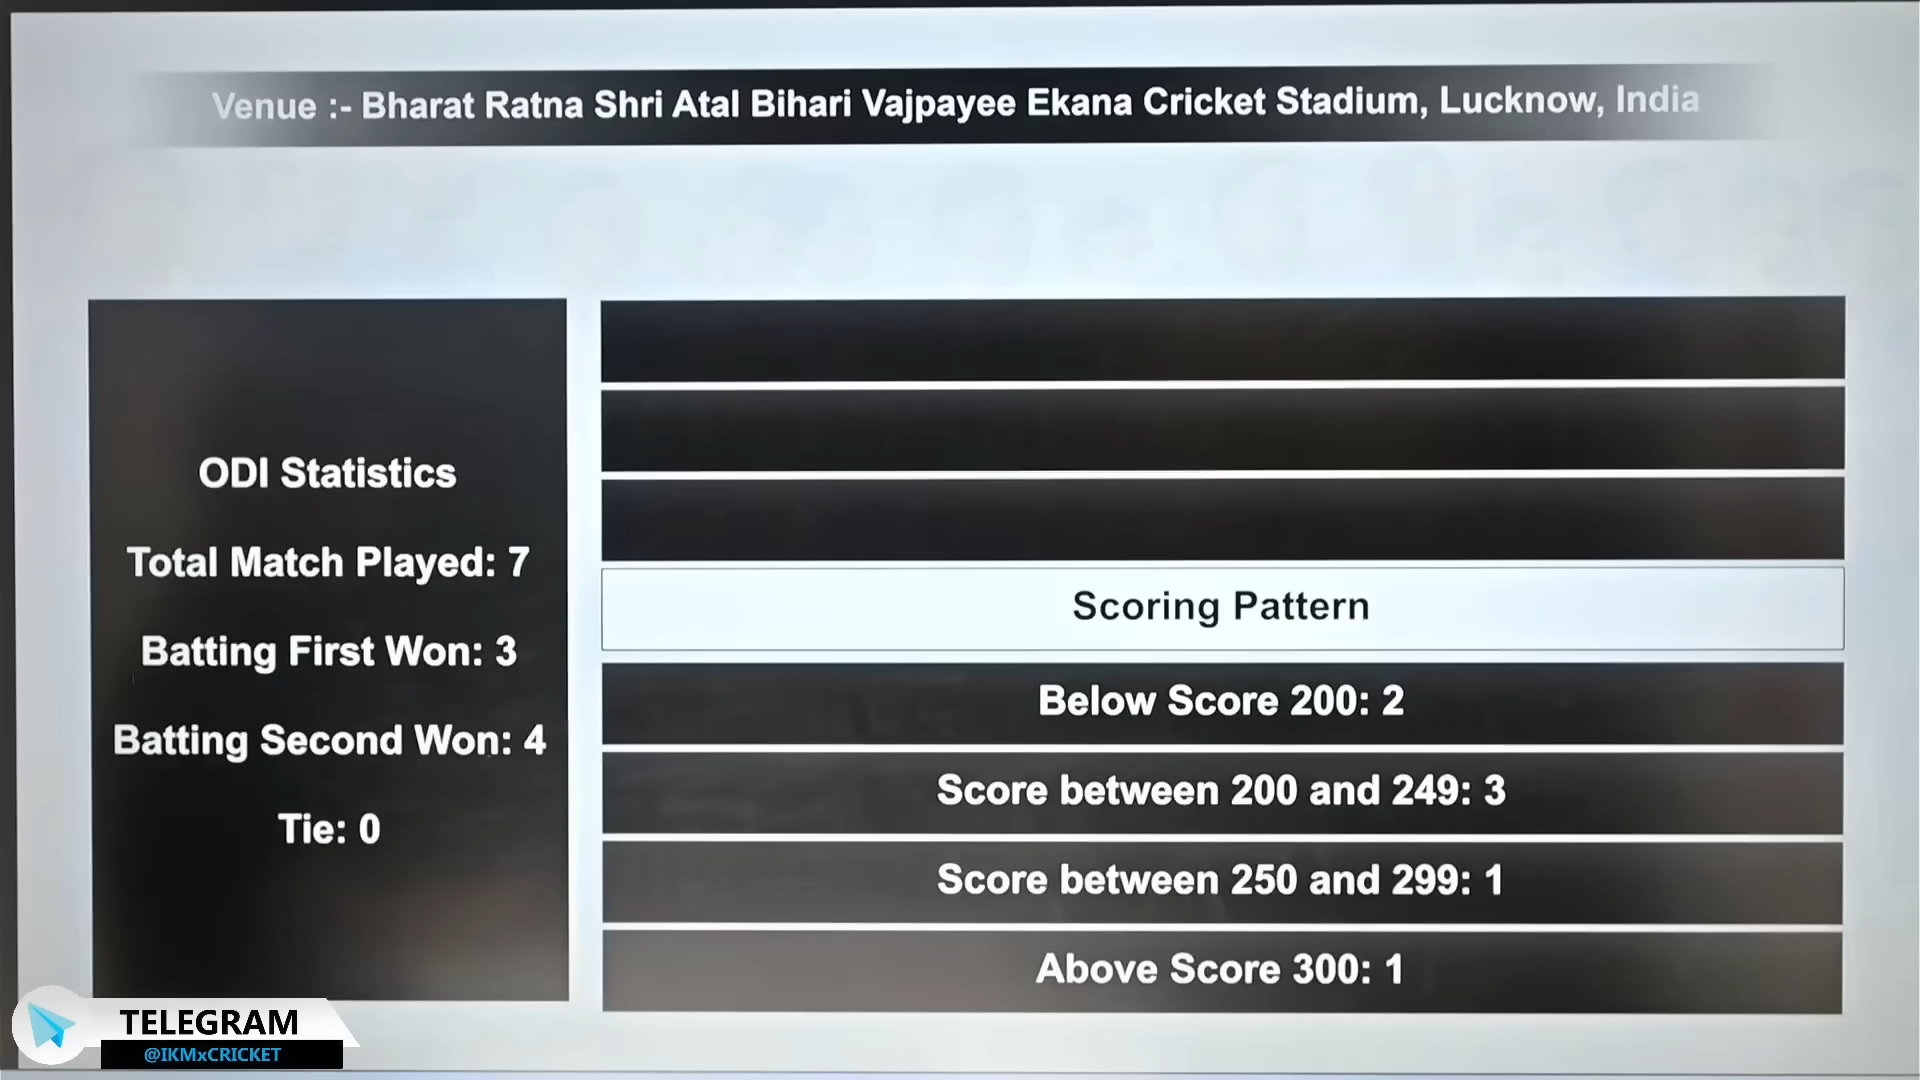 Venue :- Bharat Ratna Shri Atal Bihari Vajpayee Ekana Cricket Stadium, Lucknow, India
ODI Statistics
Total Match Played: 7
Batting First Won: 3
Batting Second Won: 4
Tie: 0
Scoring Pattern
Below Score 200: 2
Score between 200 and 249: 3
Score between 250 and 299: 1
Above Score 300: 1
TELEGRAM
@IKMxCRICKET